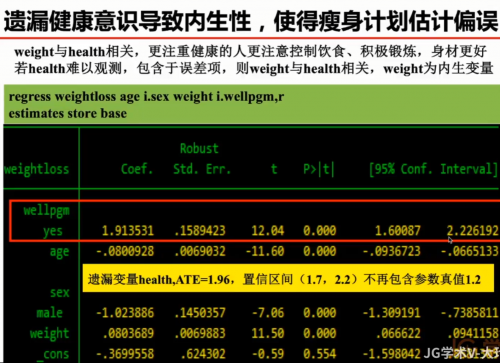 遗漏健康意识导致内生性，使得瘦身计划估计偏误
weight与health相关，更注重健康的人更注意控制饮食、积极锻炼，身材更好
若health难以观测，包含于误差项，则weight与health相关，weight为内生变量
regress weightloss age i.sex weight i.wellpgm,r
estimates store base
Robust
weightloss Coef. Std. Err. t P>|t| [95% Conf. Interval]
wellpgm
yes 1.913531 .1589423 12.04 0.000 1.60087 2.226192
age -.0800928 .0069032 -11.60 0.000 -.0936723 -.0665133
遗漏变量health,ATE=1.96，置信区间（1.7，2.2）不再包含参数真值1.2
sex
male -1.023886 .1450357 -7.06 0.000 -1.309191 -.7385811
weight .0803689 .0069883 11.50 0.000 .066622 .0941158
_cons -.3699558 .624302 -0.59 0.554 -1.598041
JG学术